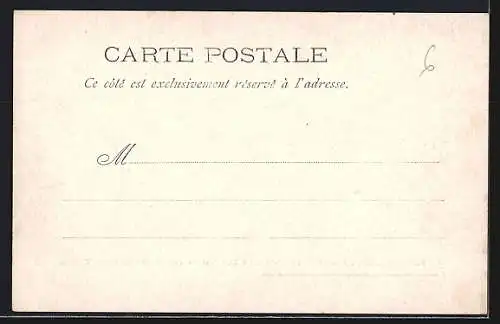 CARTE POSTALE
6
Ce côté est exclusivement réservé à l'adresse.
M